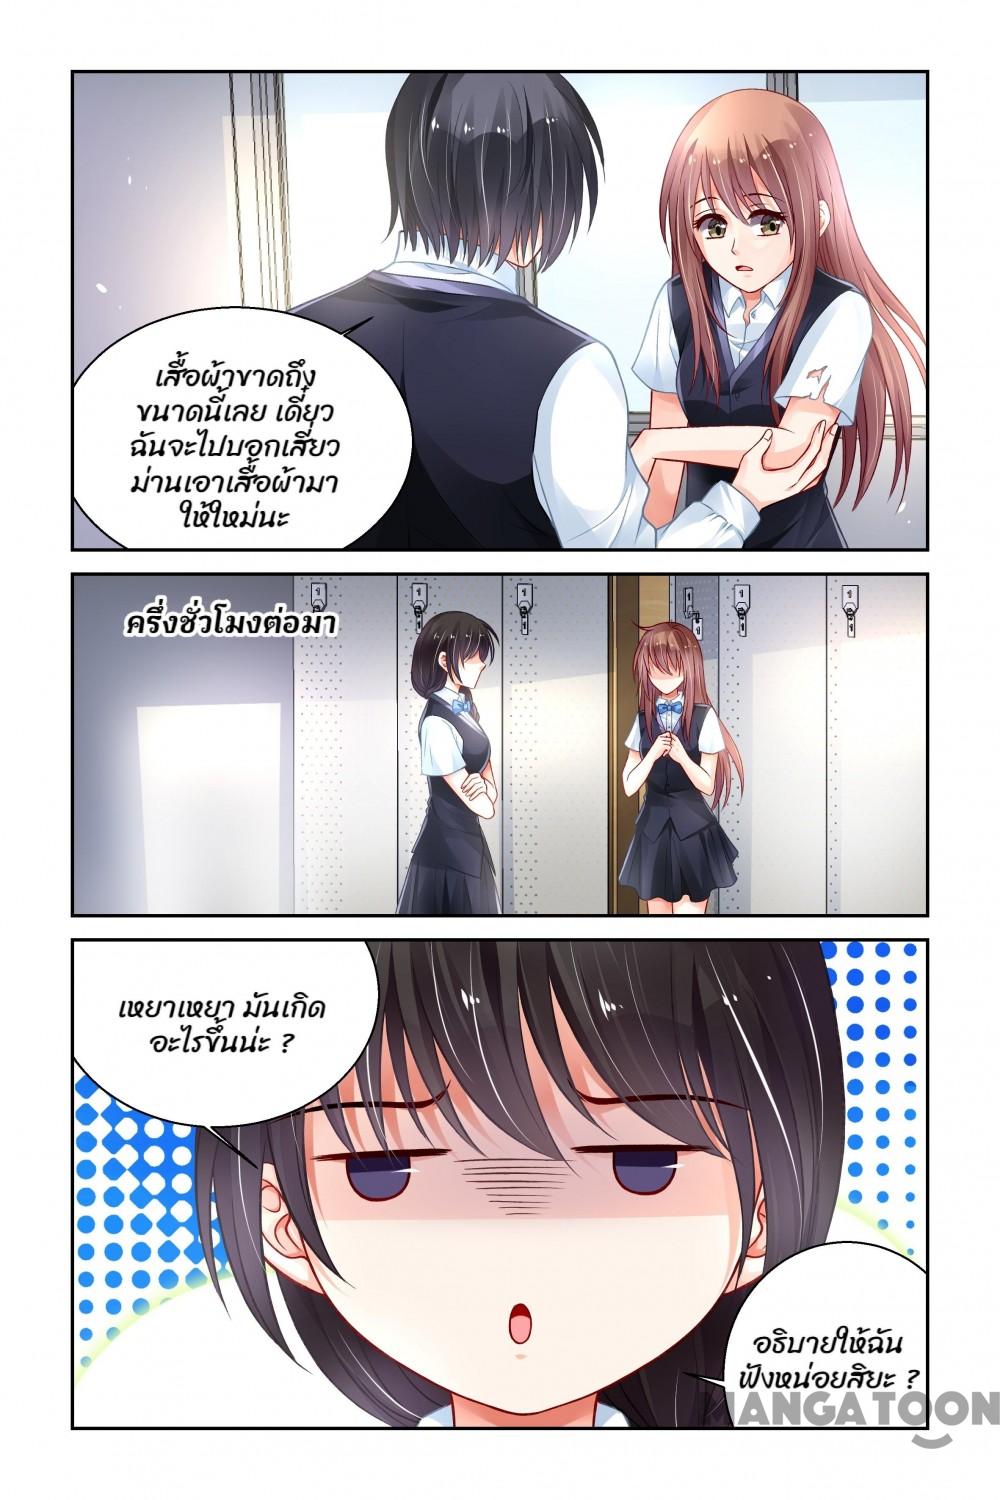 เสื้อผ้าขาดถึง
ขนาดนี้เลย เดี๋ยว
ฉันจะไปบอกเสี่ยว
ม่านเอาเสื้อผ้ามา
ให้ใหม่นะ
ครึ่งชั่วโมงต่อมา
เหยาเหยา มันเกิด
อะไรขึ้นน่ะ ?
อธิบายให้ฉัน
ฟังหน่อยสิยะ ?
MANGATOON